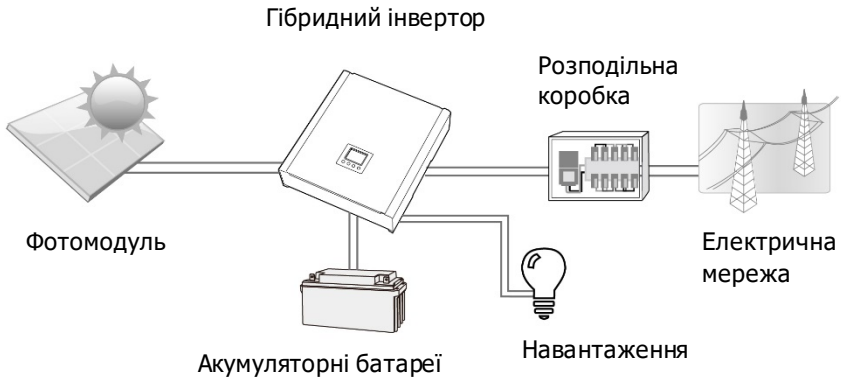 Гібридний інвертор
Розподільна
коробка
Фотомодуль
Електрична
мережа
Акумуляторні батареї
Навантаження